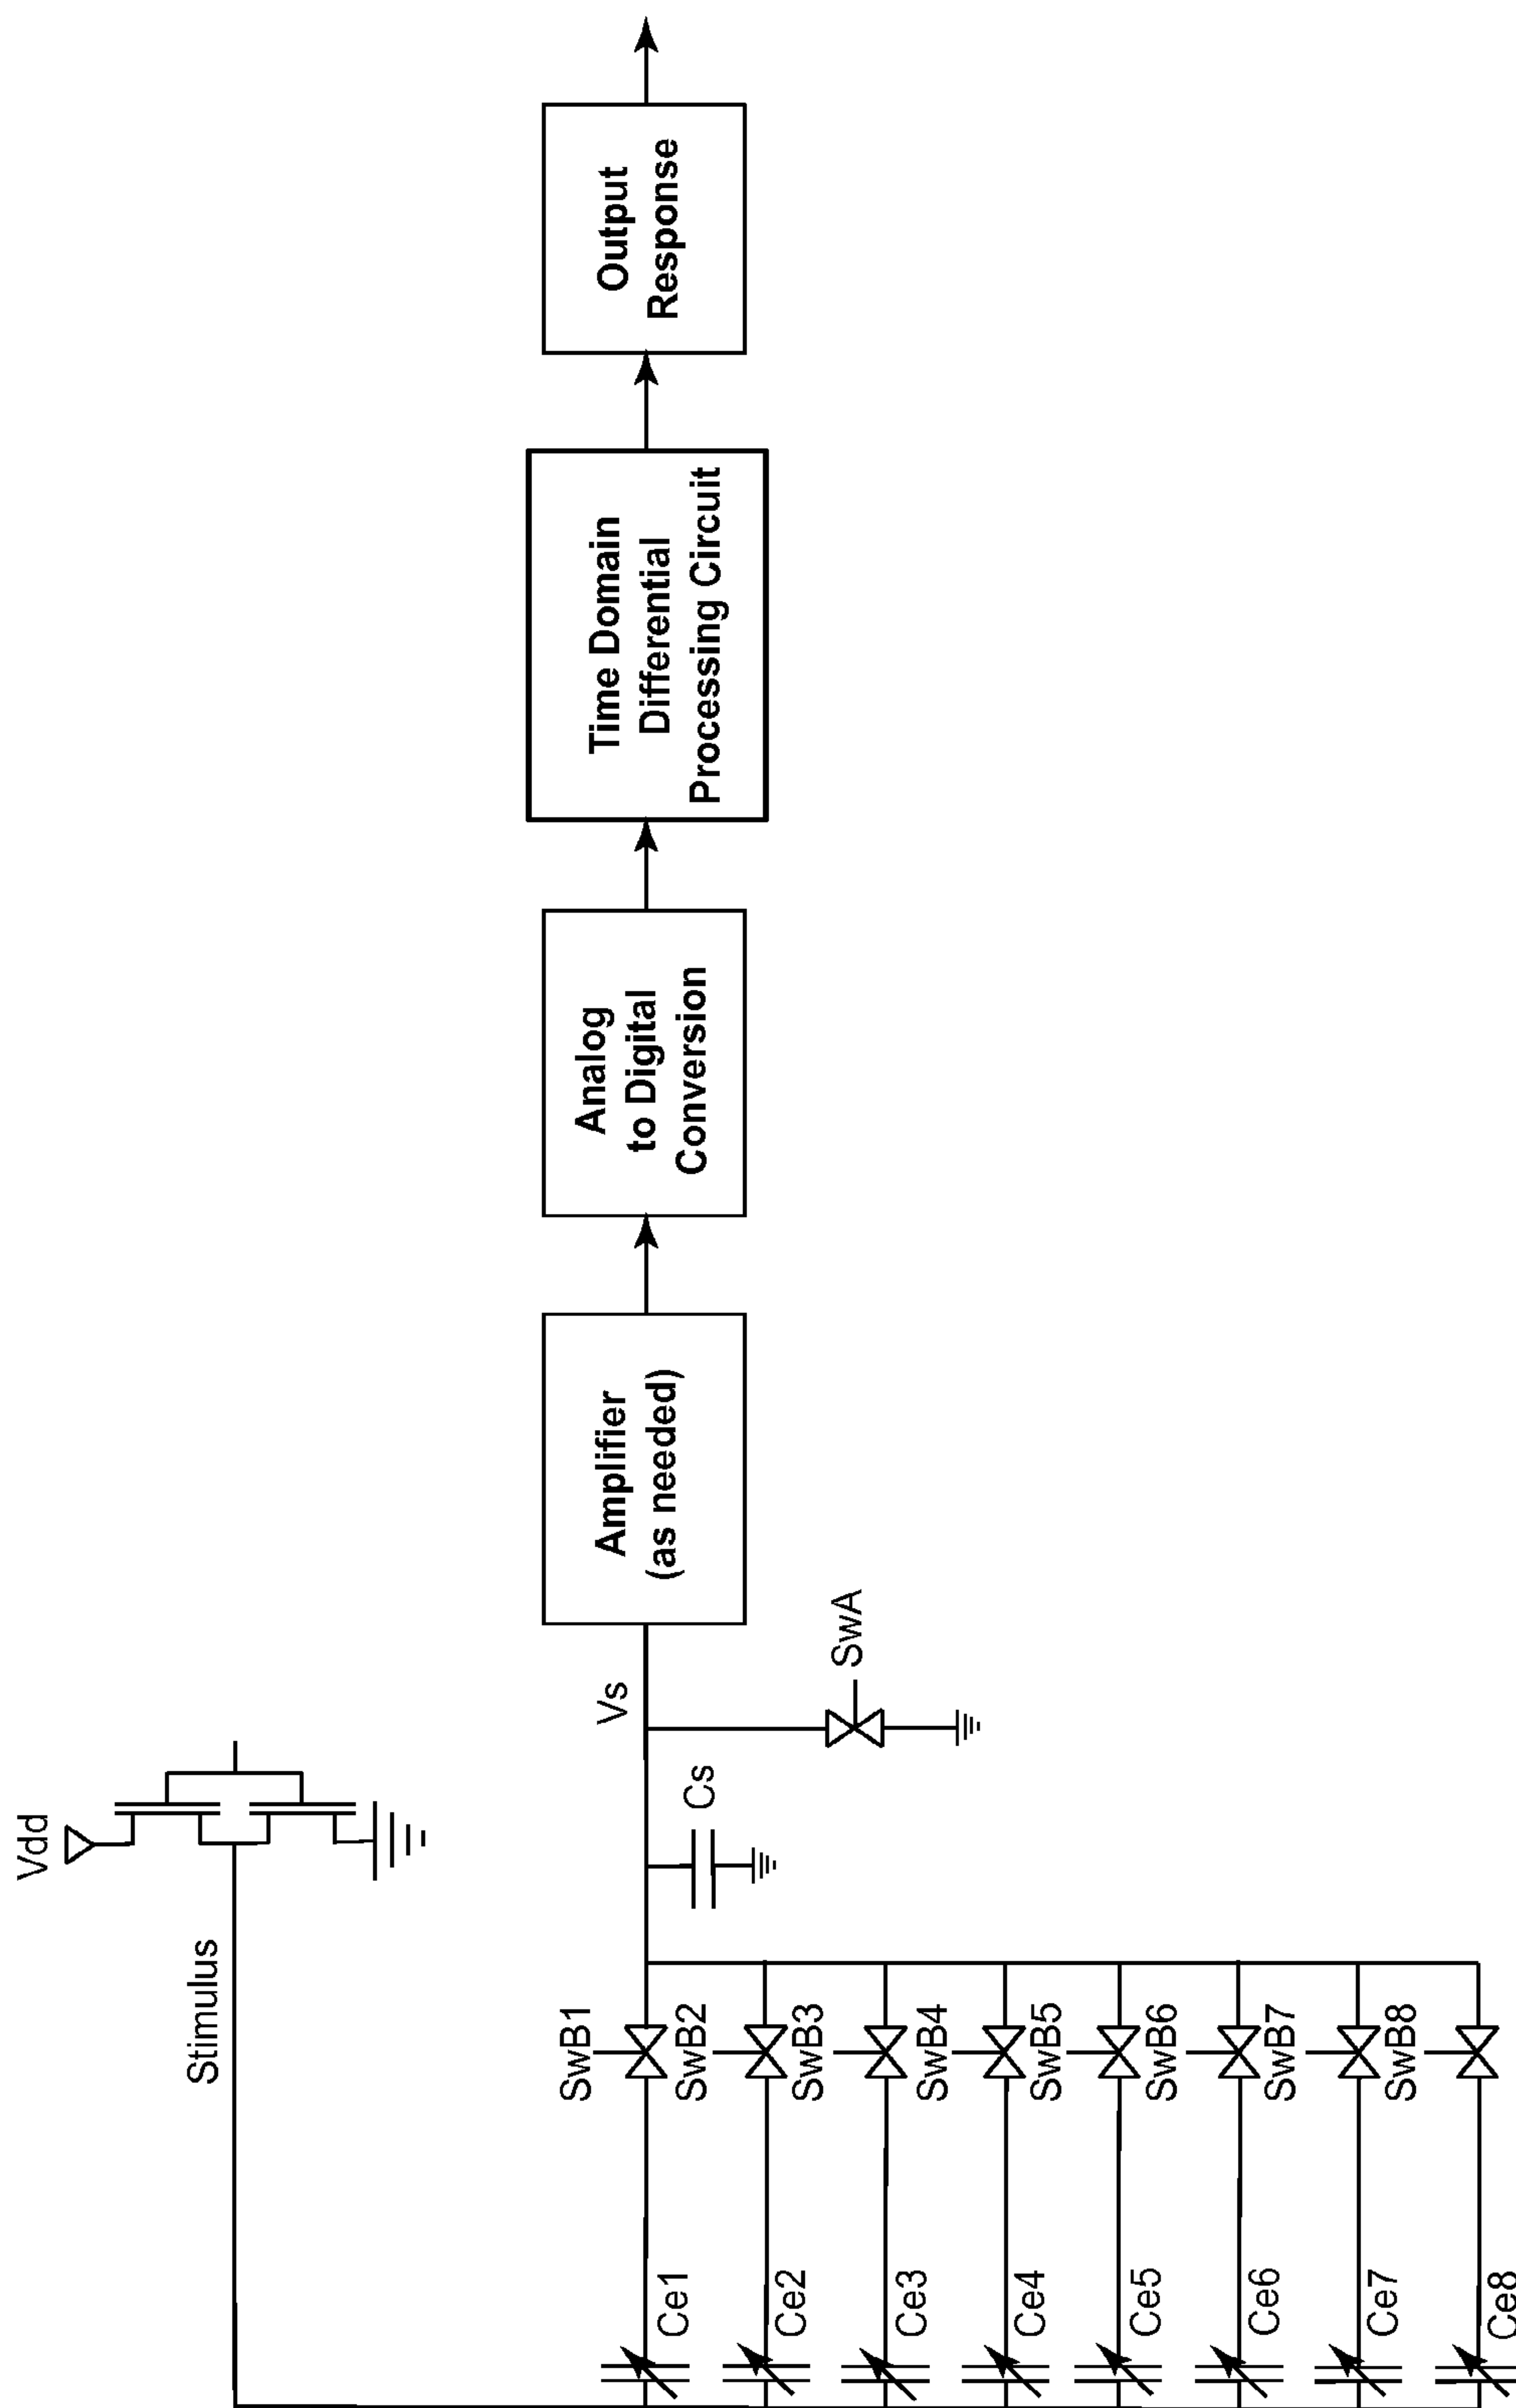 Vdd
Stimulus
SwB1
SwB2
SwB3
SwB4
SwB5
SwB6
SwB7
SwB8
Ce1
Ce2
Ce3
Ce4
Ce5
Ce6
Ce7
Ce8
Cs
Vs
SwA
Amplifier
(as needed)
Analog
to Digital
Conversion
Time Domain
Differential
Processing Circuit
Output
Response